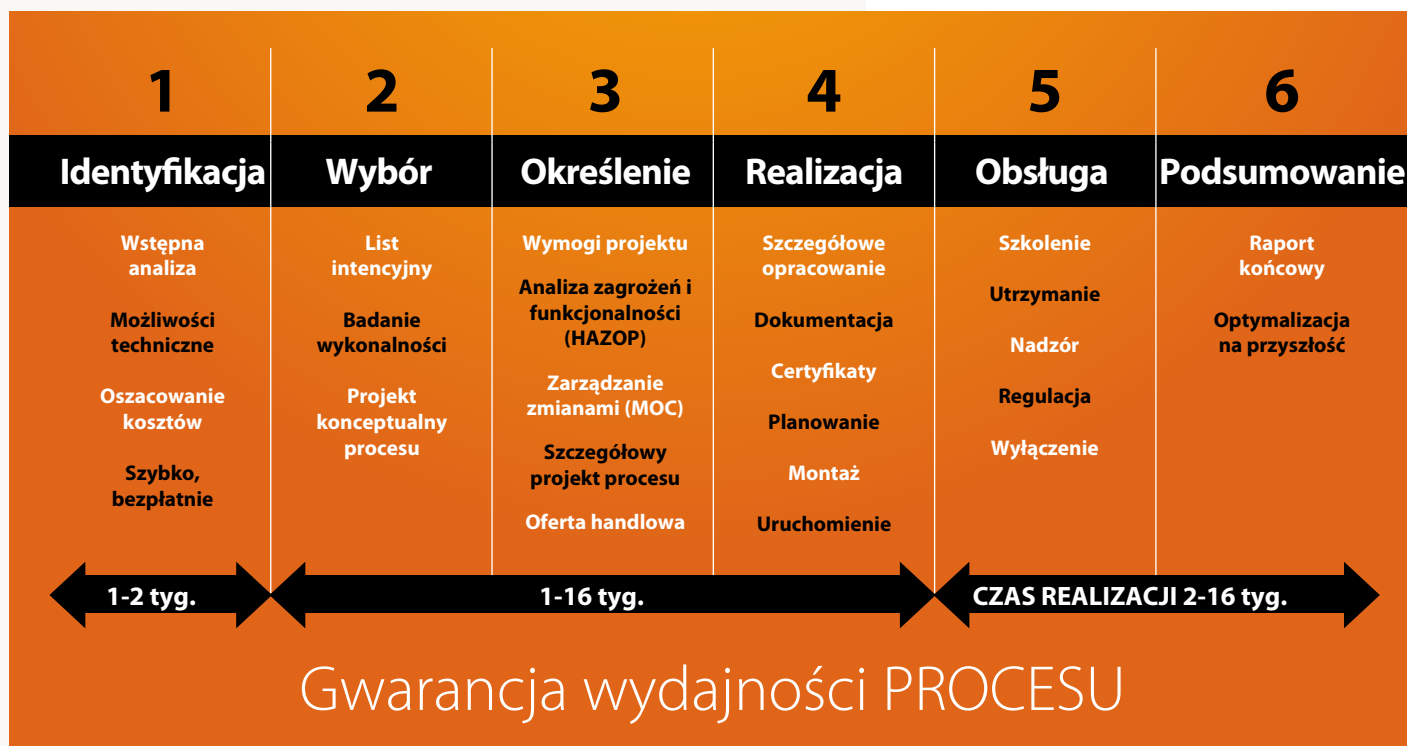 1
2
3
4
5
6
Identyfikacja
Wybór
Określenie
Realizacja
Obsługa
Podsumowanie
Wstępna
analiza
Możliwości
techniczne
Oszacowanie
kosztów
Szybko,
bezpłatnie
List
intencyjny
Badanie
wykonalności
Projekt
konceptualny
procesu
Wymogi projektu
Analiza zagrożeń i
funkcjonalności
(HAZOP)
Zarządzanie
zmianami (MOC)
Szczegółowy
projekt procesu
Oferta handlowa
Szczegółowe
opracowanie
Dokumentacja
Certyfikaty
Planowanie
Montaż
Uruchomienie
Szkolenie
Utrzymanie
Nadzór
Regulacja
Wyłączenie
Raport
końcowy
Optymalizacja
na przyszłość
1-2 tyg.
1-16 tyg.
CZAS REALIZACJI 2-16 tyg.
Gwarancja wydajności PROCESU